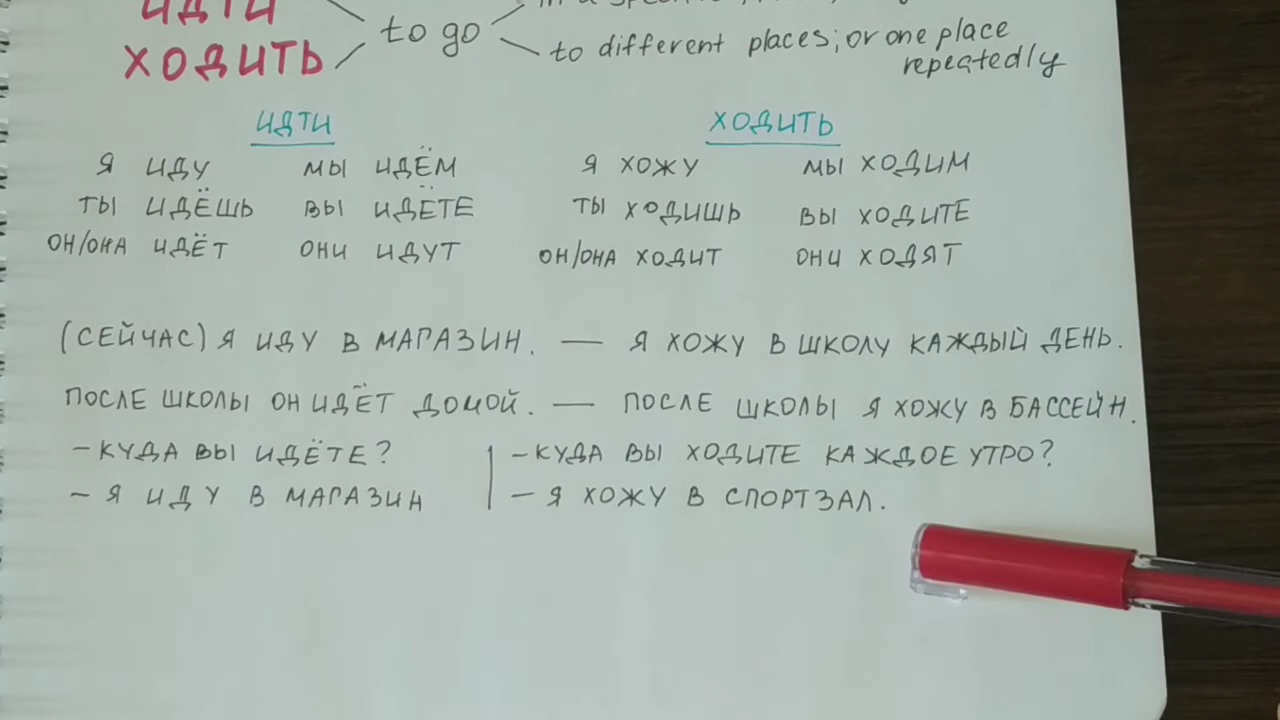 ИДТИ
ХОДИТЬ
to go
to different places; or one place
repeatedly
ИДТИ ХОДИТЬ
Я ИДУ МЫ ИДЁМ Я ХОЖУ МЫ ХОДИМ
ТЫ ИДЁШЬ ВЫ ИДЁТЕ ТЫ ХОДИШЬ ВЫ ХОДИТЕ
ОН/ОНА ИДЁТ ОНИ ИДУТ ОН/ОНА ХОДИТ ОНИ ХОДЯТ
(СЕЙЧАС) Я ИДУ В МАГАЗИН. — Я ХОЖУ В ШКОЛУ КАЖДЫЙ ДЕНЬ.
ПОСЛЕ ШКОЛЫ ОН ИДЁТ ДОМОЙ. — ПОСЛЕ ШКОЛЫ Я ХОЖУ В БАССЕЙН.
– КУДА ВЫ ИДЁТЕ? – КУДА ВЫ ХОДИТЕ КАЖДОЕ УТРО?
– Я ИДУ В МАГАЗИН – Я ХОЖУ В СПОРТЗАЛ.